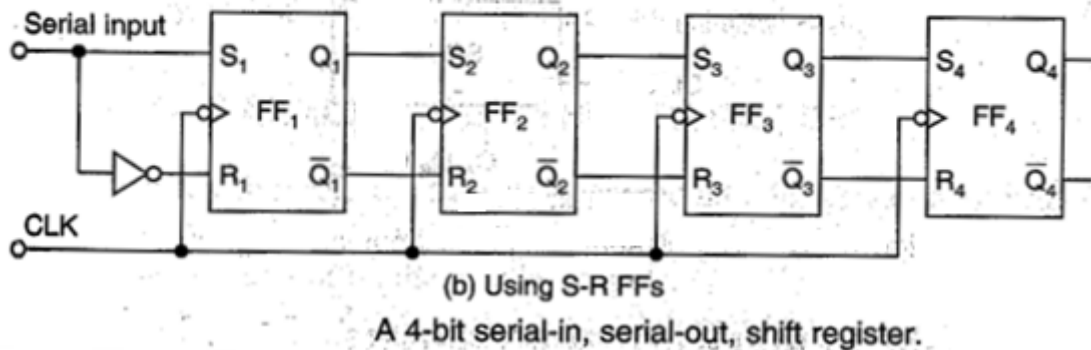 Serial input
S₁ Q₁ S₂ Q₂ S₃ Q₃ S₄ Q₄
FF₁ FF₂ FF₃ FF₄
R₁ Q̅₁ R₂ Q̅₂ R₃ Q̅₃ R₄ Q̅₄
CLK
(b) Using S-R FFs
A 4-bit serial-in, serial-out, shift register.